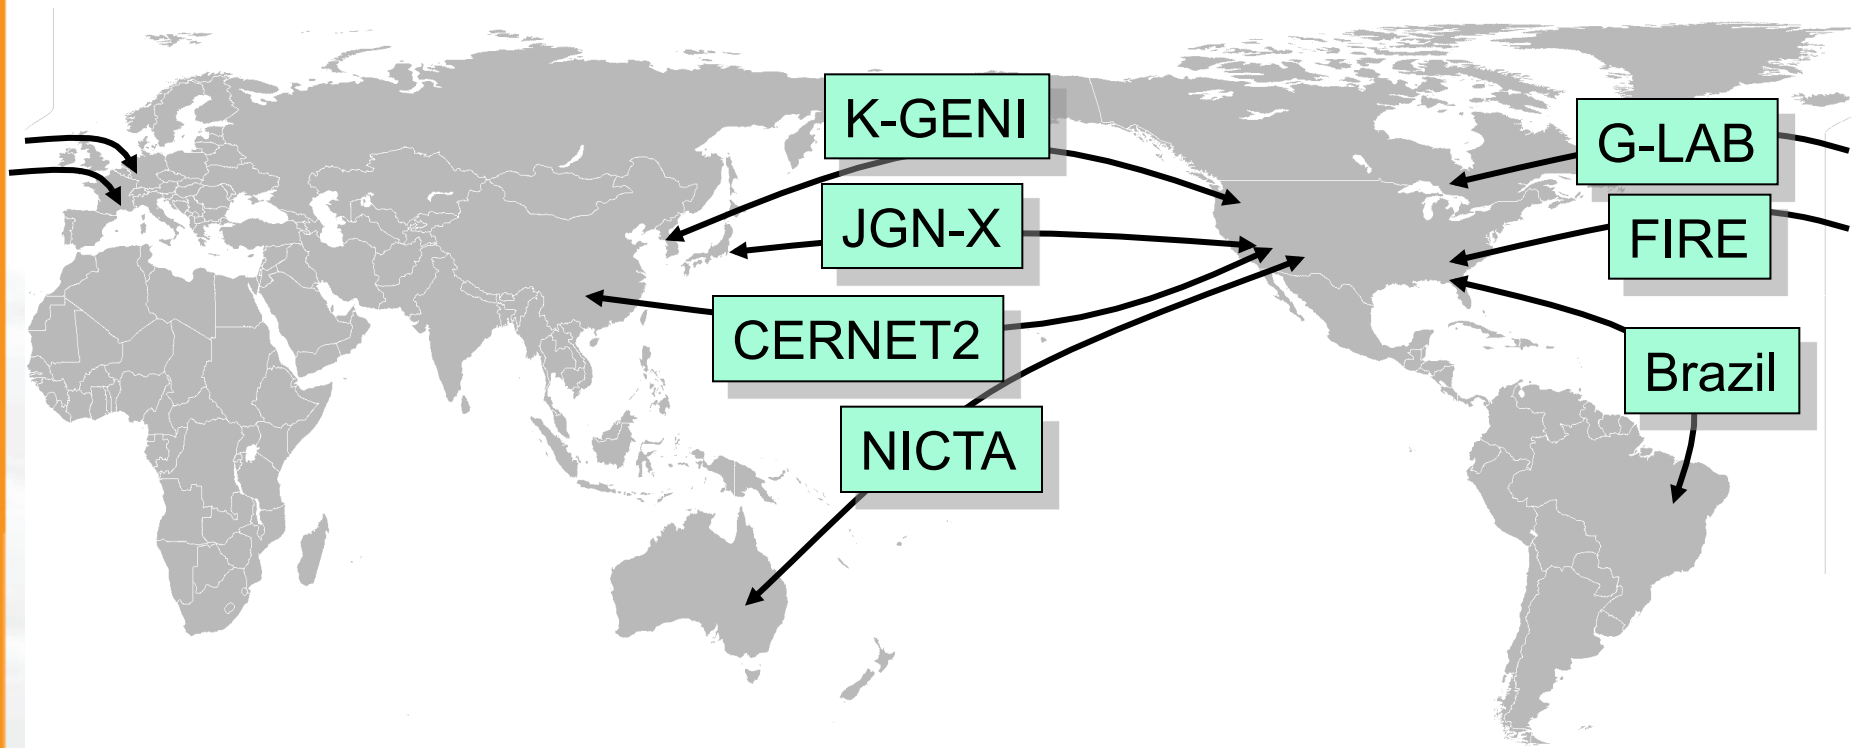 K-GENI
G-LAB
JGN-X
FIRE
CERNET2
Brazil
NICTA